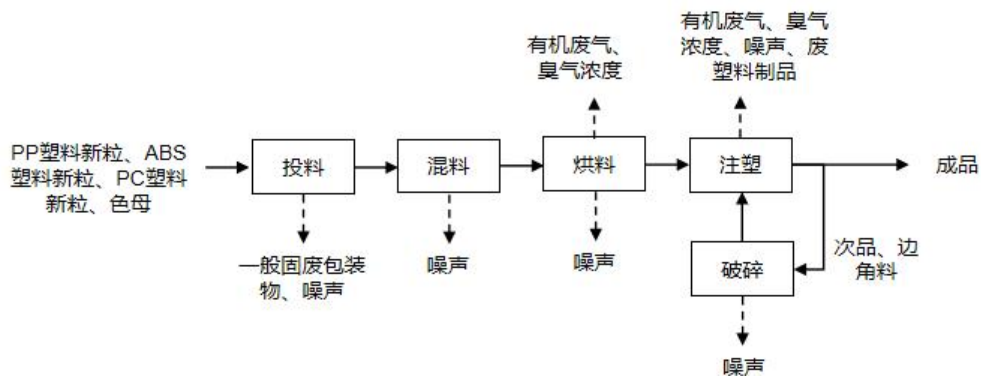 有机废气、
臭气浓度
有机废气、臭气
浓度、噪声、废
塑料制品
PP塑料新粒、ABS
塑料新粒、PC塑料
新粒、色母
投料
混料
烘料
注塑
成品
一般固废包装
物、噪声
噪声
噪声
破碎
次品、边
角料
噪声